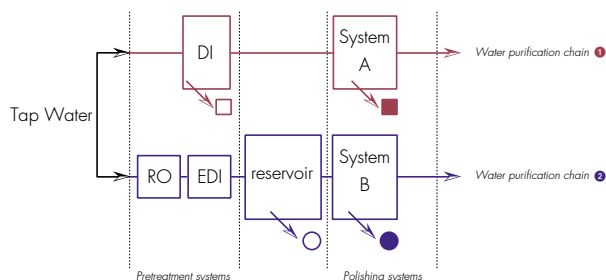 DI
System
A
Water purification chain 1
Tap Water
RO
EDI
reservoir
System
B
Water purification chain 2
Pretreatment systems
Polishing systems